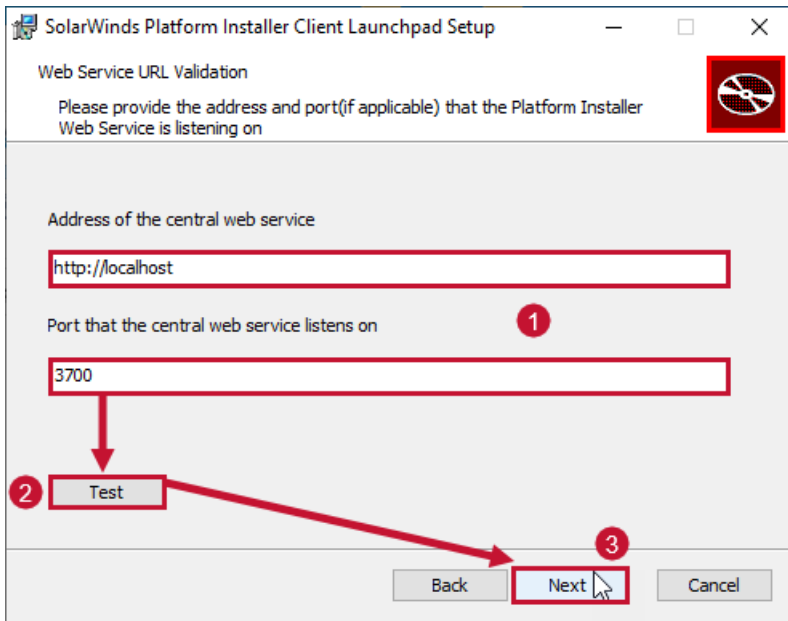 SolarWinds Platform Installer Client Launchpad Setup
Web Service URL Validation
Please provide the address and port(if applicable) that the Platform Installer
Web Service is listening on
Address of the central web service
http://localhost
Port that the central web service listens on
1
3700
2
Test
3
Back
Next
Cancel